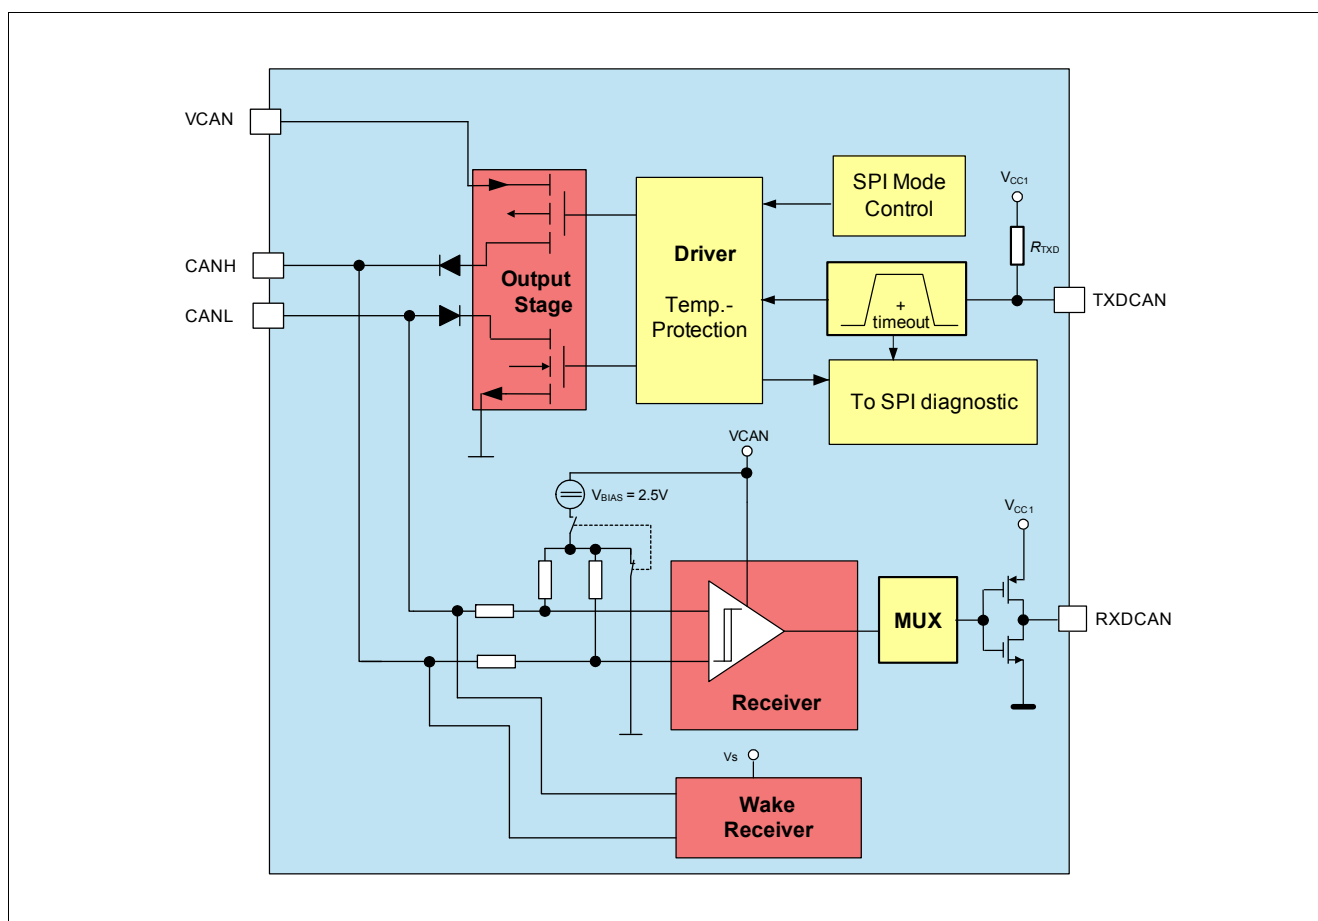 VCAN
SPI Mode
Control
VCC1
RTXD
CANH
Driver
Output
Stage
CANL
Temp.-
Protection
+
timeout
TXDCAN
To SPI diagnostic
VCAN
VBIAS = 2.5V
VCC1
MUX
RXDCAN
Receiver
Vs
Wake
Receiver